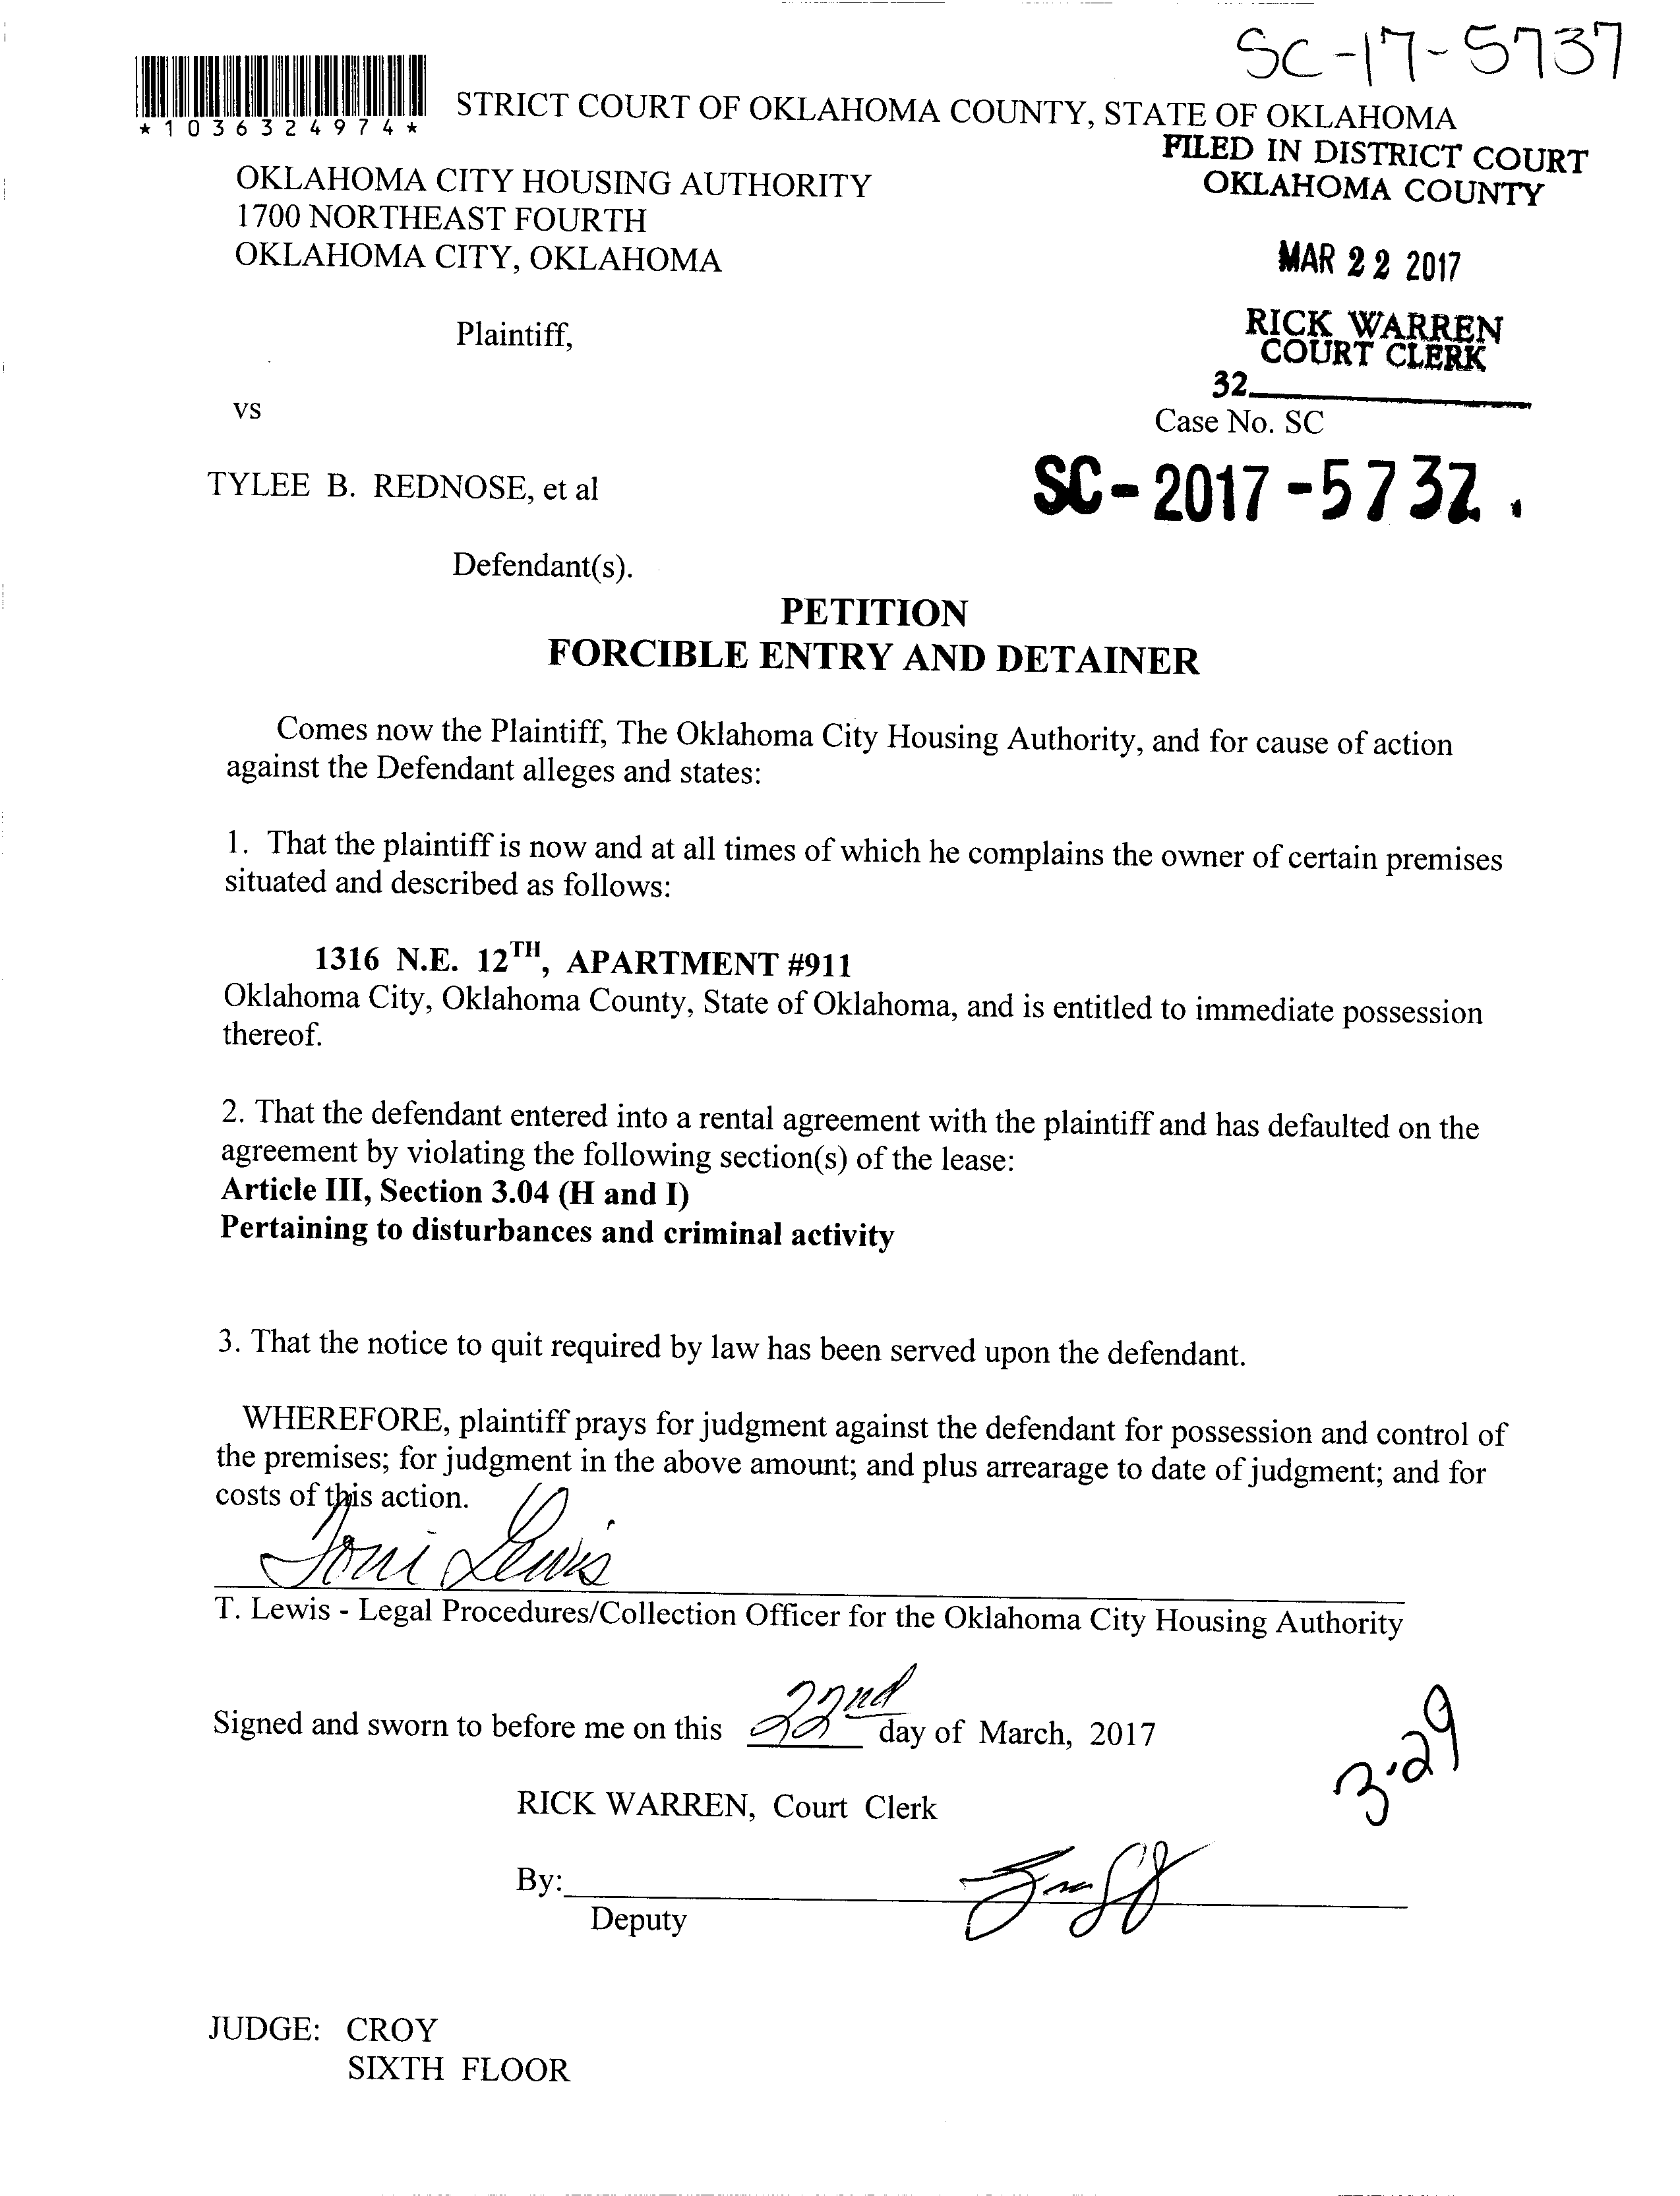 SC-17-5737
*1036324974*
STRICT COURT OF OKLAHOMA COUNTY, STATE OF OKLAHOMA
FILED IN DISTRICT COURT
OKLAHOMA COUNTY
OKLAHOMA CITY HOUSING AUTHORITY
1700 NORTHEAST FOURTH
OKLAHOMA CITY, OKLAHOMA
MAR 22 2017
Plaintiff,
RICK WARREN
COURT CLERK
32
vs
Case No. SC
TYLEE B. REDNOSE, et al
SC-2017-5737
Defendant(s).
PETITION
FORCIBLE ENTRY AND DETAINER
Comes now the Plaintiff, The Oklahoma City Housing Authority, and for cause of action
against the Defendant alleges and states:
1. That the plaintiff is now and at all times of which he complains the owner of certain premises
situated and described as follows:
1316 N.E. 12TH, APARTMENT #911
Oklahoma City, Oklahoma County, State of Oklahoma, and is entitled to immediate possession
thereof.
2. That the defendant entered into a rental agreement with the plaintiff and has defaulted on the
agreement by violating the following section(s) of the lease:
Article III, Section 3.04 (H and I)
Pertaining to disturbances and criminal activity
3. That the notice to quit required by law has been served upon the defendant.
WHEREFORE, plaintiff prays for judgment against the defendant for possession and control of
the premises; for judgment in the above amount; and plus arrearage to date of judgment; and for
costs of this action.
Toni Lewis
T. Lewis - Legal Procedures/Collection Officer for the Oklahoma City Housing Authority
Signed and sworn to before me on this 22nd day of March, 2017
3-29
RICK WARREN, Court Clerk
By:
Deputy
JUDGE: CROY
SIXTH FLOOR